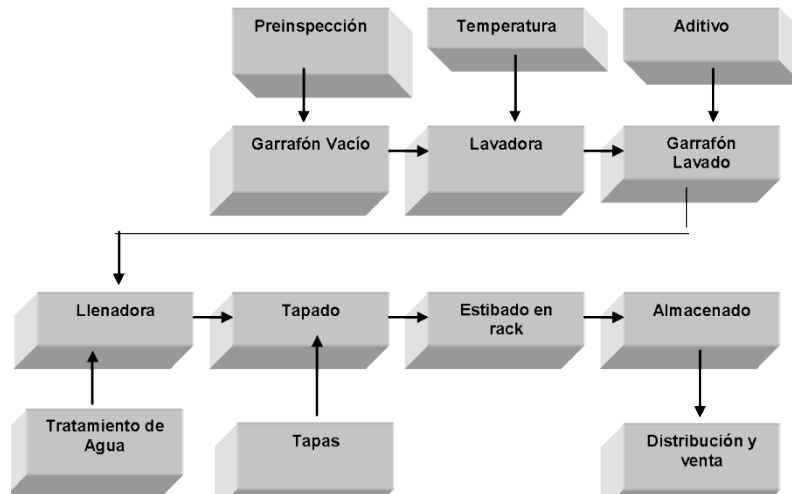 Preinspección
Temperatura
Aditivo
Garrafón Vacío
Lavadora
Garrafón
Lavado
Llenadora
Tapado
Estibado en
rack
Almacenado
Tratamiento de
Agua
Tapas
Distribución y
venta